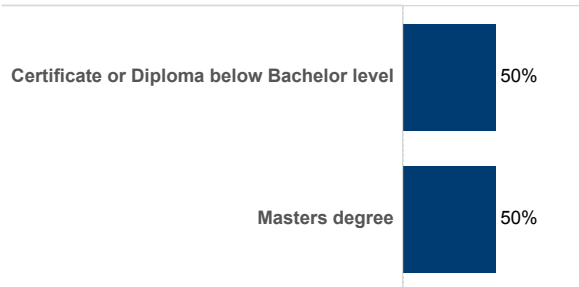 Certificate or Diploma below Bachelor level 50%
Masters degree 50%